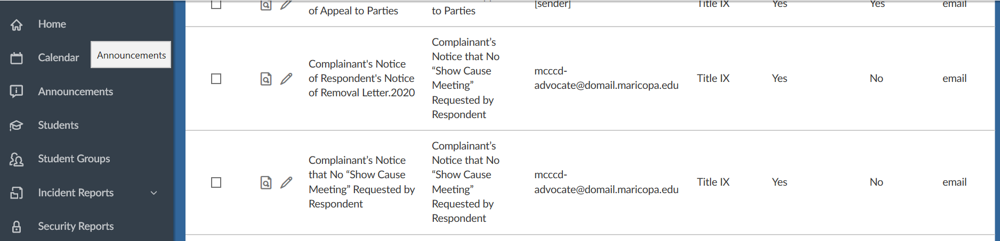 Home
Calendar
Announcements
Announcements
Students
Student Groups
Incident Reports
Security Reports
of Appeal to Parties
to Parties
[sender]
Title IX
Yes
Yes
email
Complainant's Notice
of Respondent's Notice
of Removal Letter.2020
Complainant’s
Notice that No
“Show Cause
Meeting”
Requested by
Respondent
mcccd-
advocate@domail.maricopa.edu
Title IX
Yes
No
email
Complainant’s Notice
that No “Show Cause
Meeting” Requested by
Respondent
Complainant’s
Notice that No
“Show Cause
Meeting”
Requested by
Respondent
mcccd-
advocate@domail.maricopa.edu
Title IX
Yes
No
email